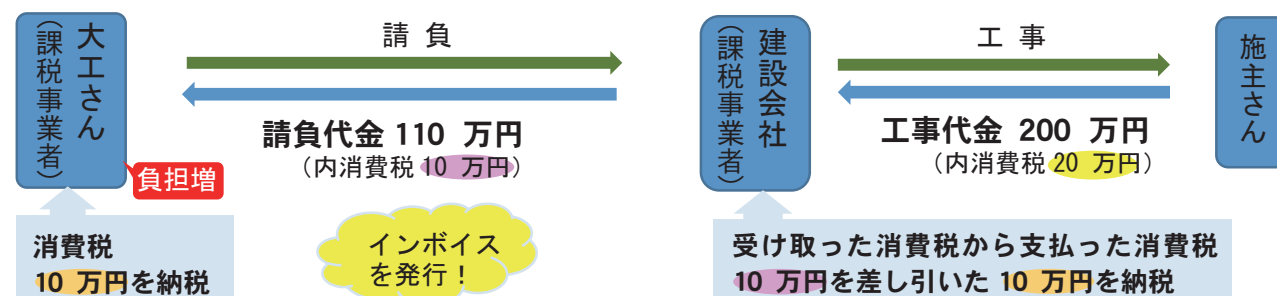 大工さん
（課税事業者）
負担増
消費税
10 万円を納税
請 負
請負代金 110 万円
（内消費税 10 万円）
インボイス
を発行！
建設会社
（課税事業者）
工 事
工事代金 200 万円
（内消費税 20 万円）
受け取った消費税から支払った消費税
10 万円を差し引いた 10 万円を納税
施主さん